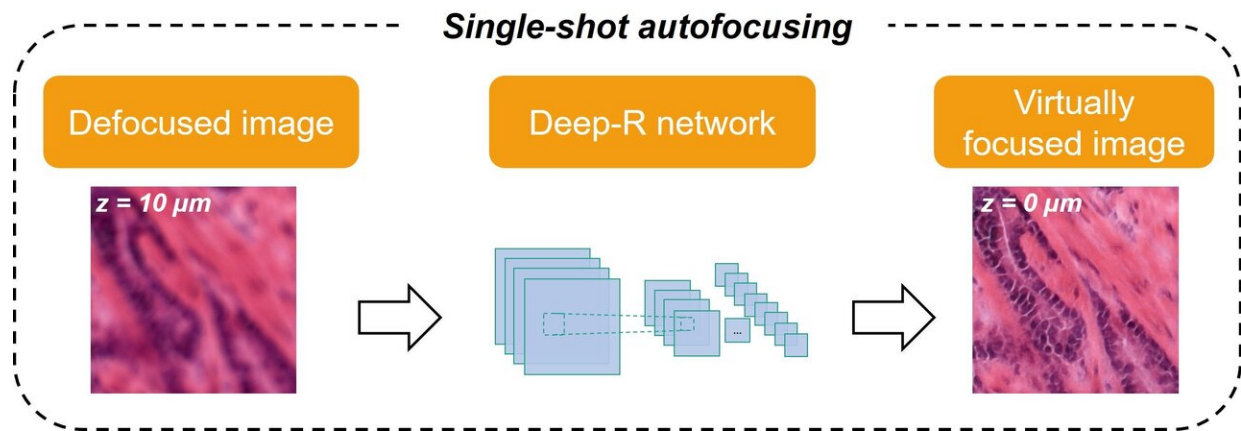 Single-shot autofocusing
Defocused image
Deep-R network
Virtually
focused image
z = 10 μm
z = 0 μm
...